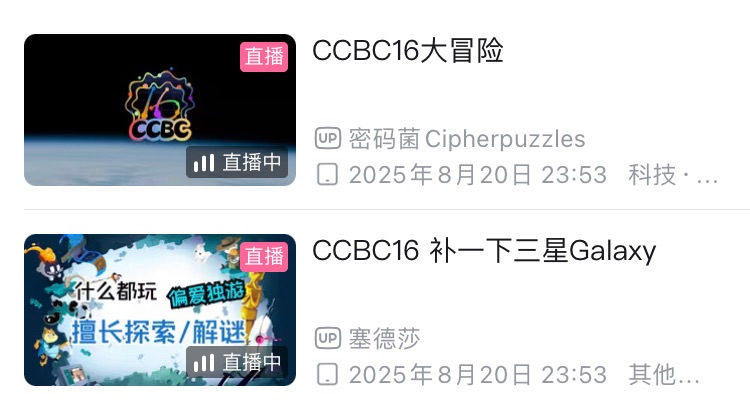 直播
16
CCBC
直播中
CCBC16大冒险
UP 密码菌Cipherpuzzles
2025年8月20日 23:53 科技 · ...
直播
什么都玩 偏爱独游
擅长探索/解谜
直播中
CCBC16 补一下三星Galaxy
UP 塞德莎
2025年8月20日 23:53 其他...